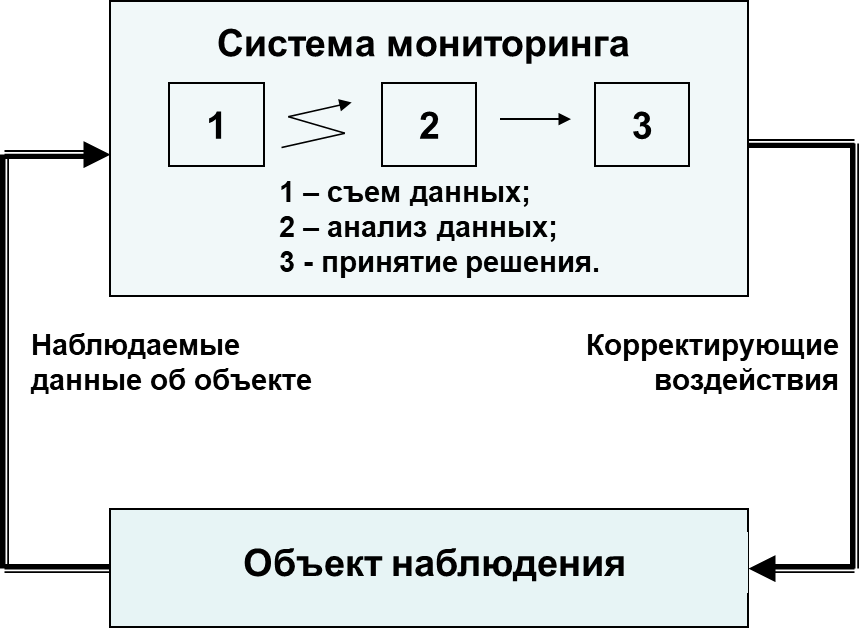 Система мониторинга
1
2
3
1 – съем данных;
2 – анализ данных;
3 - принятие решения.
Наблюдаемые
данные об объекте
Корректирующие
воздействия
Объект наблюдения